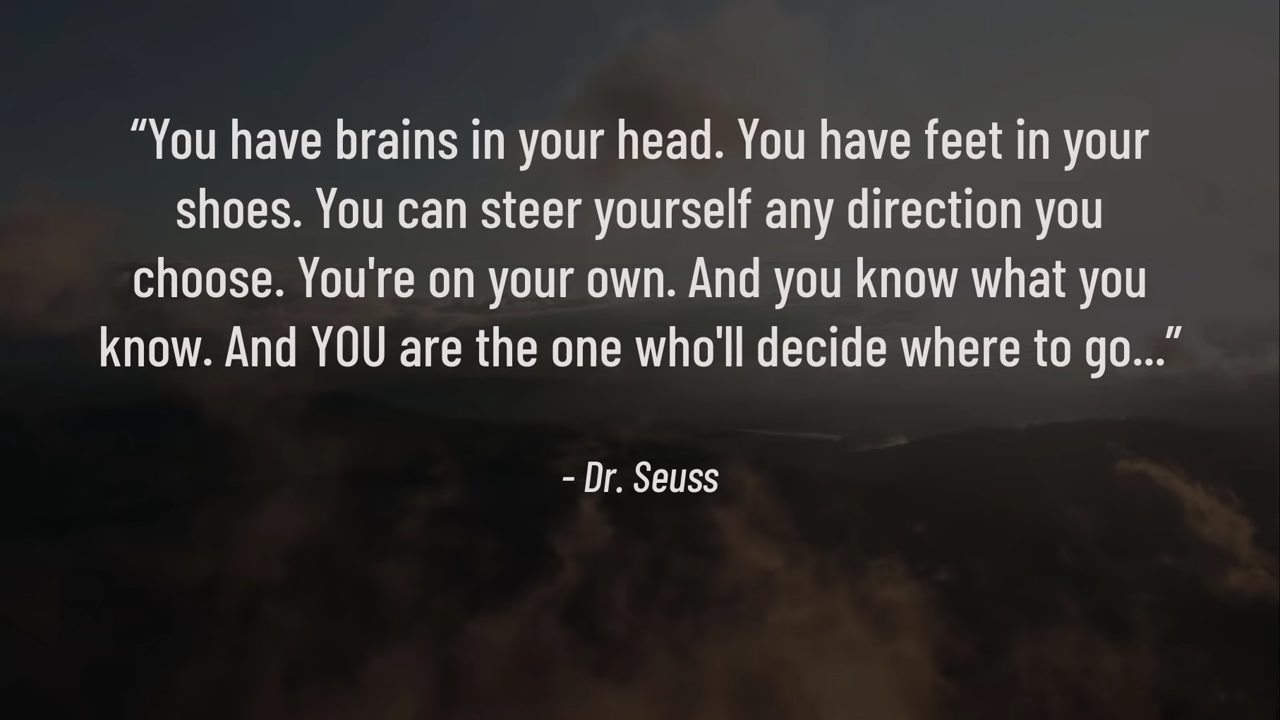 “You have brains in your head. You have feet in your
shoes. You can steer yourself any direction you
choose. You're on your own. And you know what you
know. And YOU are the one who'll decide where to go...”
- Dr. Seuss